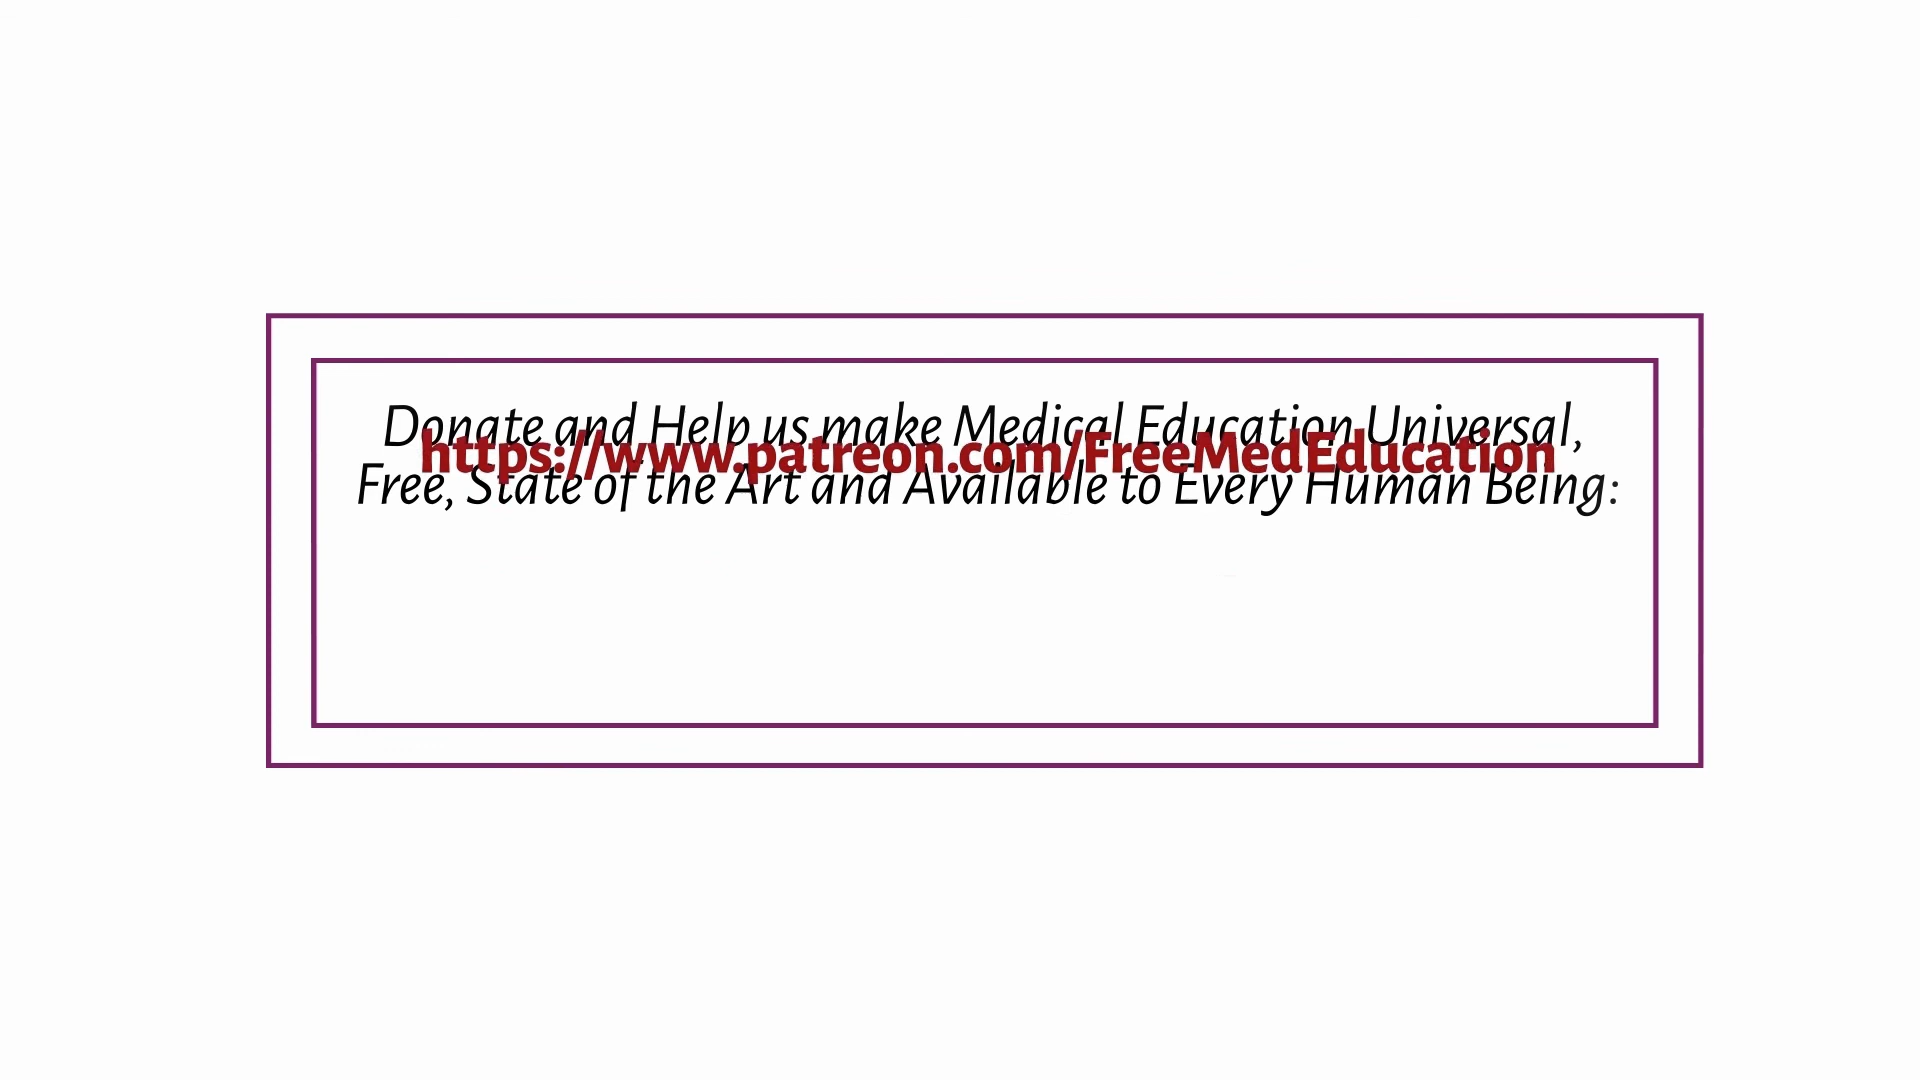 Donate and Help us make Medical Education Universal,
https://www.patreon.com/FreeMedEducation
Free, State of the Art and Available to Every Human Being: